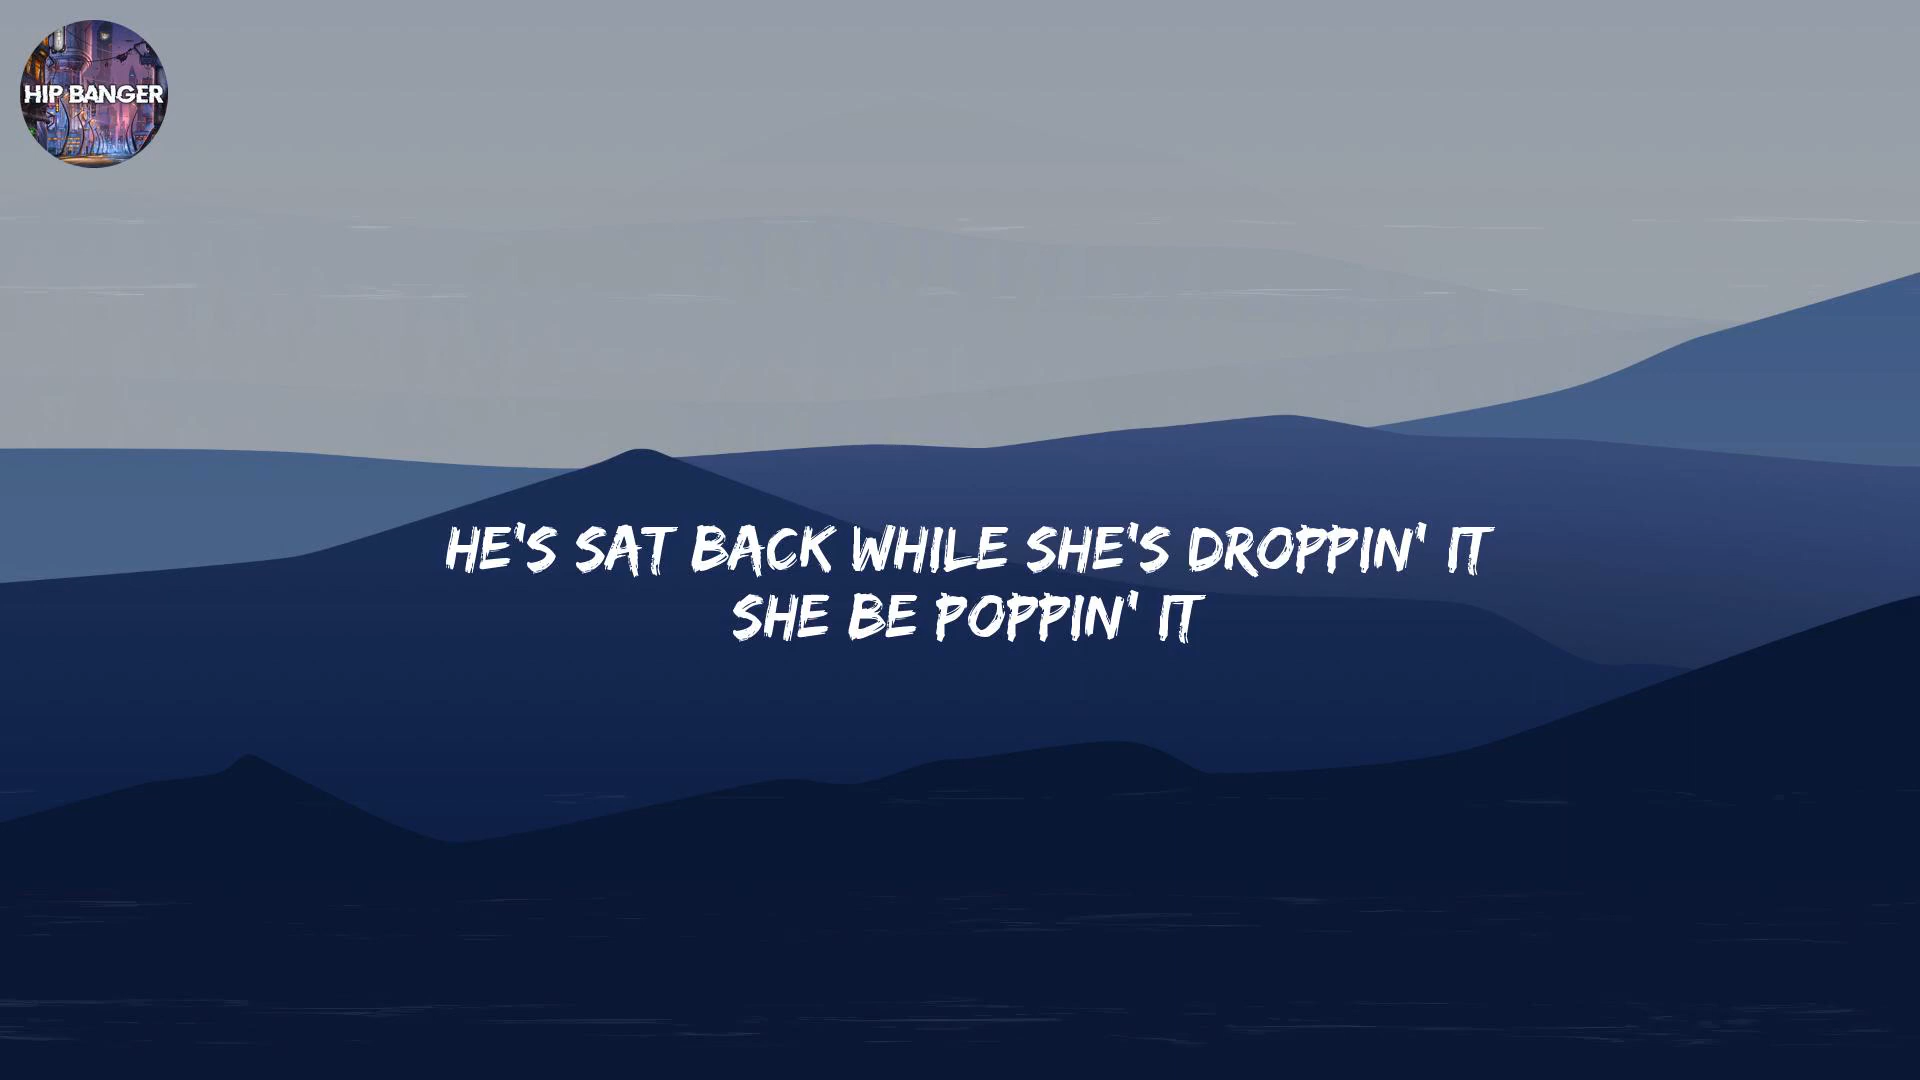 HIP BANGER
HE'S SAT BACK WHILE SHE'S DROPPIN' IT
SHE BE POPPIN' IT